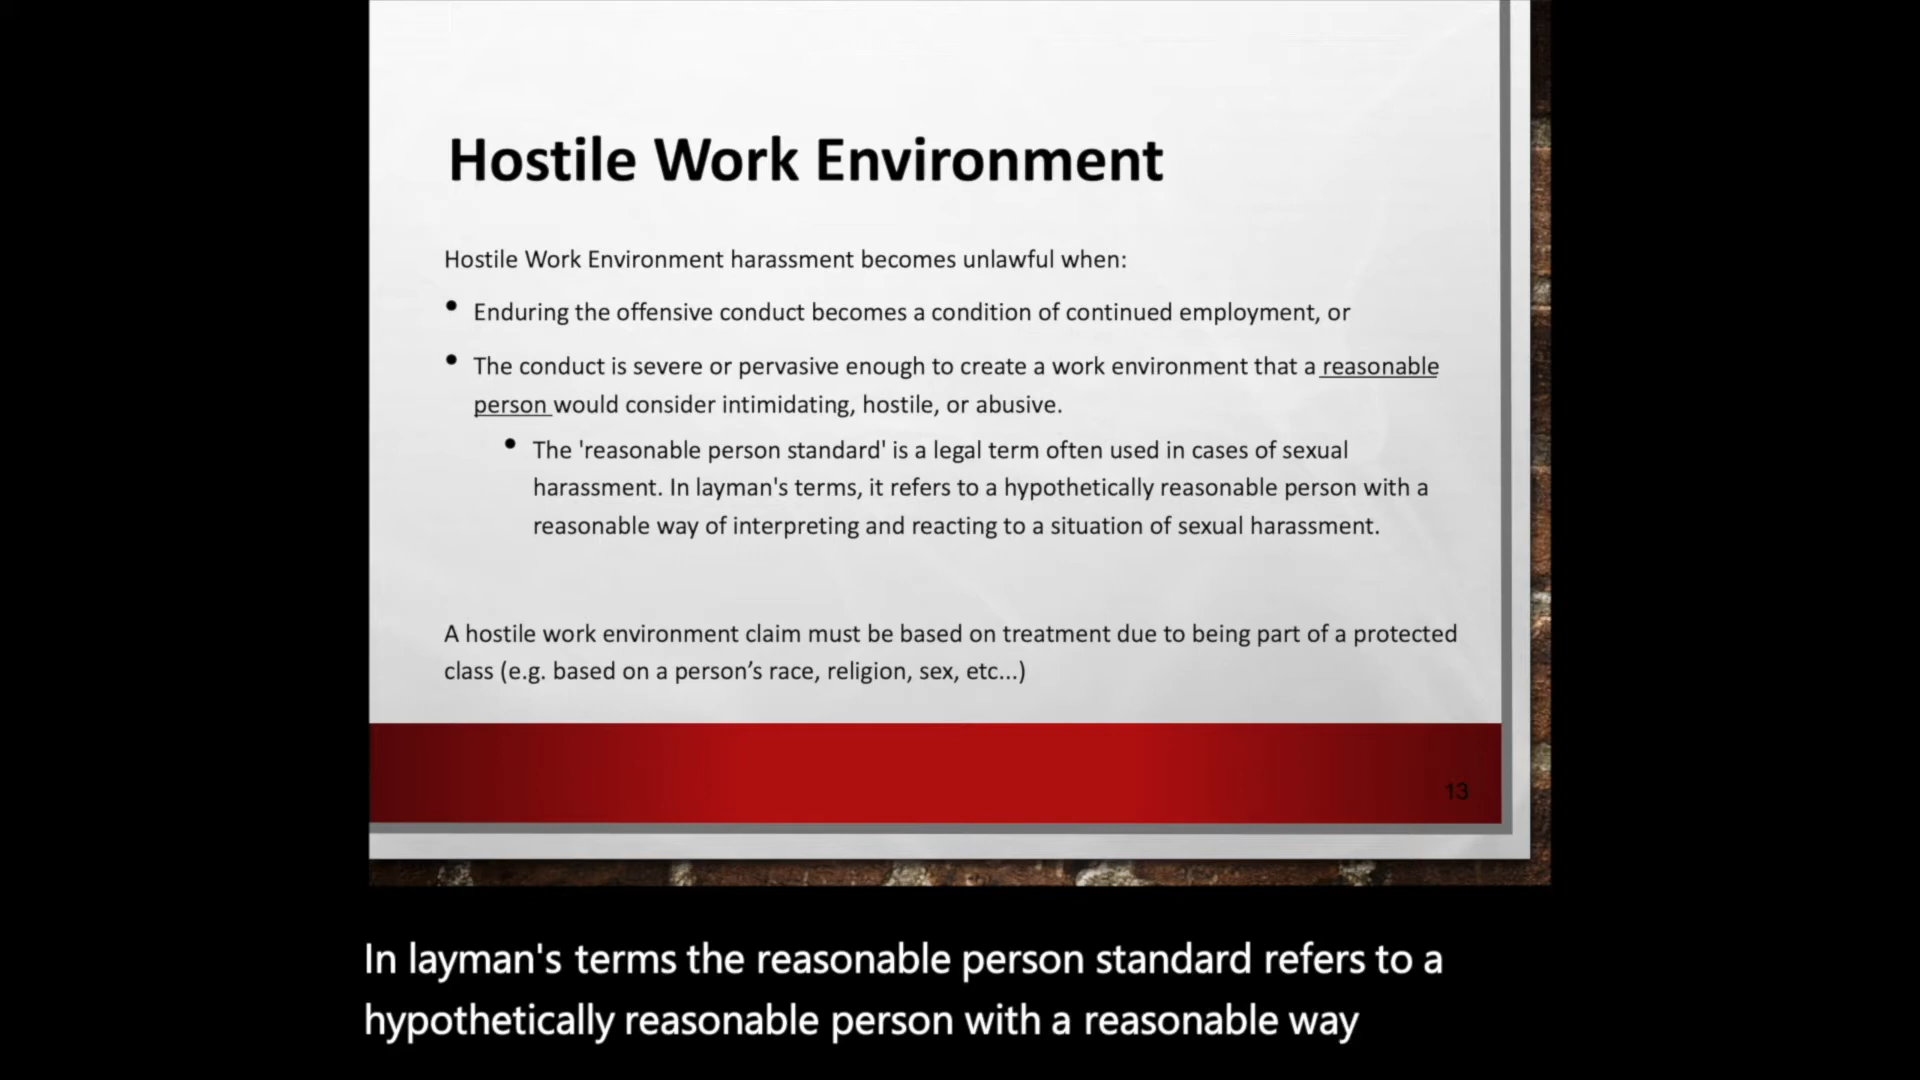 Hostile Work Environment
Hostile Work Environment harassment becomes unlawful when:
• Enduring the offensive conduct becomes a condition of continued employment, or
• The conduct is severe or pervasive enough to create a work environment that a reasonable
person would consider intimidating, hostile, or abusive.
• The 'reasonable person standard' is a legal term often used in cases of sexual
harassment. In layman's terms, it refers to a hypothetically reasonable person with a
reasonable way of interpreting and reacting to a situation of sexual harassment.
A hostile work environment claim must be based on treatment due to being part of a protected
class (e.g. based on a person’s race, religion, sex, etc...)
13
In layman's terms the reasonable person standard refers to a
hypothetically reasonable person with a reasonable way